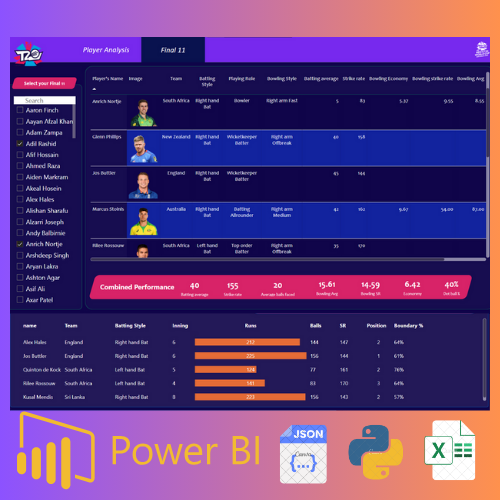 T20
Player Analysis
Final 11
Select your Final 11
Search
Aaron Finch
Aayan Afzal Khan
Adam Zampa
Adil Rashid
Afif Hossain
Ahmed Raza
Aiden Markram
Akeal Hosein
Alex Hales
Alishan Sharafu
Alzarri Joseph
Andy Balbirnie
Anrich Nortje
Arshdeep Singh
Aryan Lakra
Ashton Agar
Asif Ali
Axar Patel
Player's Name Image Team Batting Style Playing Role Bowling Style Batting average Strike rate Bowling Economy Bowling strike rate Bowling Avg
Anrich Nortje South Africa Right hand Bat Bowler Right arm Fast 5 83 5.37 9.55 8.55
Glenn Phillips New Zealand Right hand Bat Wicketkeeper Batter Right arm Offbreak 40 158
Jos Buttler England Right hand Bat Wicketkeeper Batter 45 144
Marcus Stoinis Australia Right hand Bat Batting Allrounder Right arm Medium 42 162 9.67 54.00 87.00
Rilee Rossouw South Africa Left hand Bat Top order Batter Right arm Offbreak 35 170
Combined Performance
40 155 20 15.61 14.59 6.42 40%
Batting average Strike rate Average balls faced Bowling Avg Bowling SR Economy Dot ball %
name Team Batting Style Inning Runs Balls SR Position Boundary %
Alex Hales England Right hand Bat 6 212 144 147 2 64%
Jos Buttler England Right hand Bat 6 225 156 144 1 61%
Quinton de Kock South Africa Left hand Bat 5 124 77 161 2 76%
Rilee Rossouw South Africa Left hand Bat 4 141 83 170 3 64%
Kusal Mendis Sri Lanka Right hand Bat 8 223 156 143 2 57%
Power BI
JSON
{...}
X